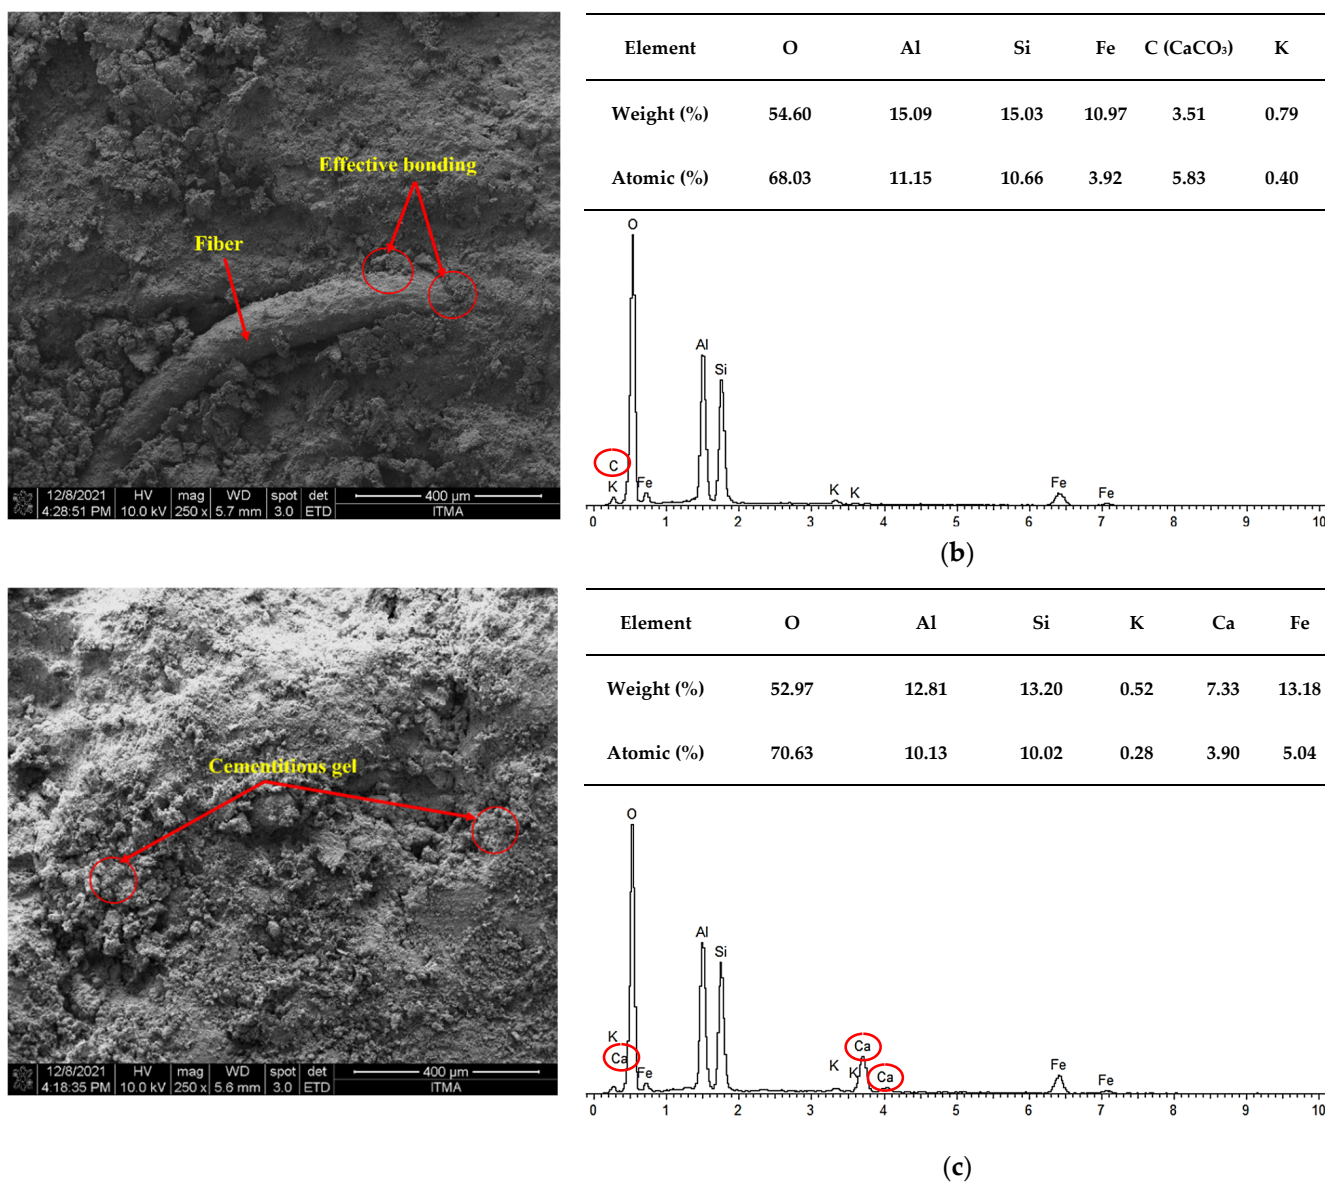 Effective bonding
Fiber
12/8/2021 HV mag WD spot det 400 µm
4:28:51 PM 10.0 kV 250 x 5.7 mm 3.0 ETD ITMA
Element O Al Si Fe C (CaCO₃) K
Weight (%) 54.60 15.09 15.03 10.97 3.51 0.79
Atomic (%) 68.03 11.15 10.66 3.92 5.83 0.40
O
Al
Si
C
K Fe K K Fe Fe
0 1 2 3 4 5 6 7 8 9 10
(b)
Cementitious gel
12/8/2021 HV mag WD spot det 400 µm
4:18:35 PM 10.0 kV 250 x 5.6 mm 3.0 ETD ITMA
Element O Al Si K Ca Fe
Weight (%) 52.97 12.81 13.20 0.52 7.33 13.18
Atomic (%) 70.63 10.13 10.02 0.28 3.90 5.04
O
Al
Si
K Ca
Ca Fe K K Ca Fe Fe
0 1 2 3 4 5 6 7 8 9 10
(c)